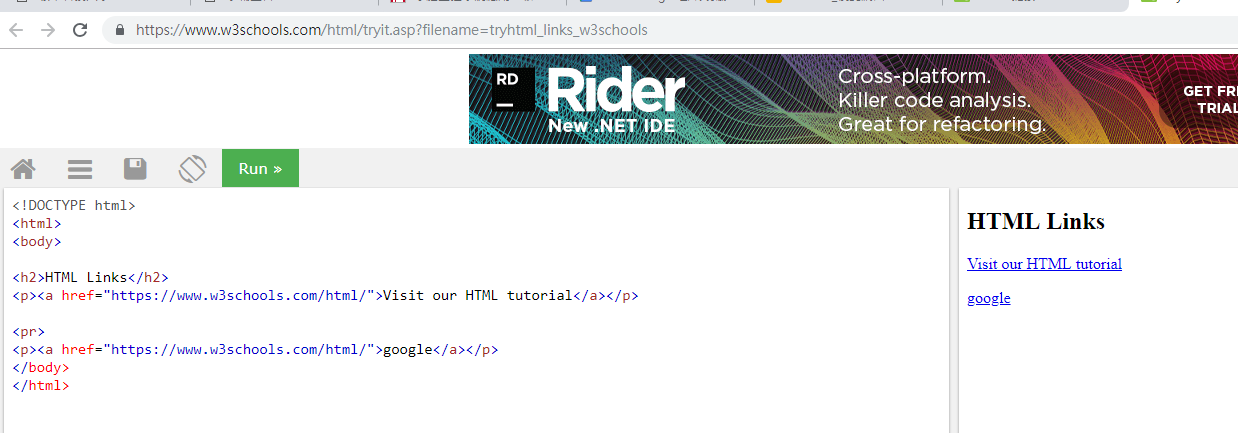 https://www.w3schools.com/html/tryit.asp?filename=tryhtml_links_w3schools
RD
Rider
New .NET IDE
Cross-platform.
Killer code analysis.
Great for refactoring.
GET
TRIAL
Run »
<!DOCTYPE html>
<html>
<body>
<h2>HTML Links</h2>
<p><a href="https://www.w3schools.com/html/">Visit our HTML tutorial</a></p>
<pr>
<p><a href="https://www.w3schools.com/html/">google</a></p>
</body>
</html>
HTML Links
Visit our HTML tutorial
google